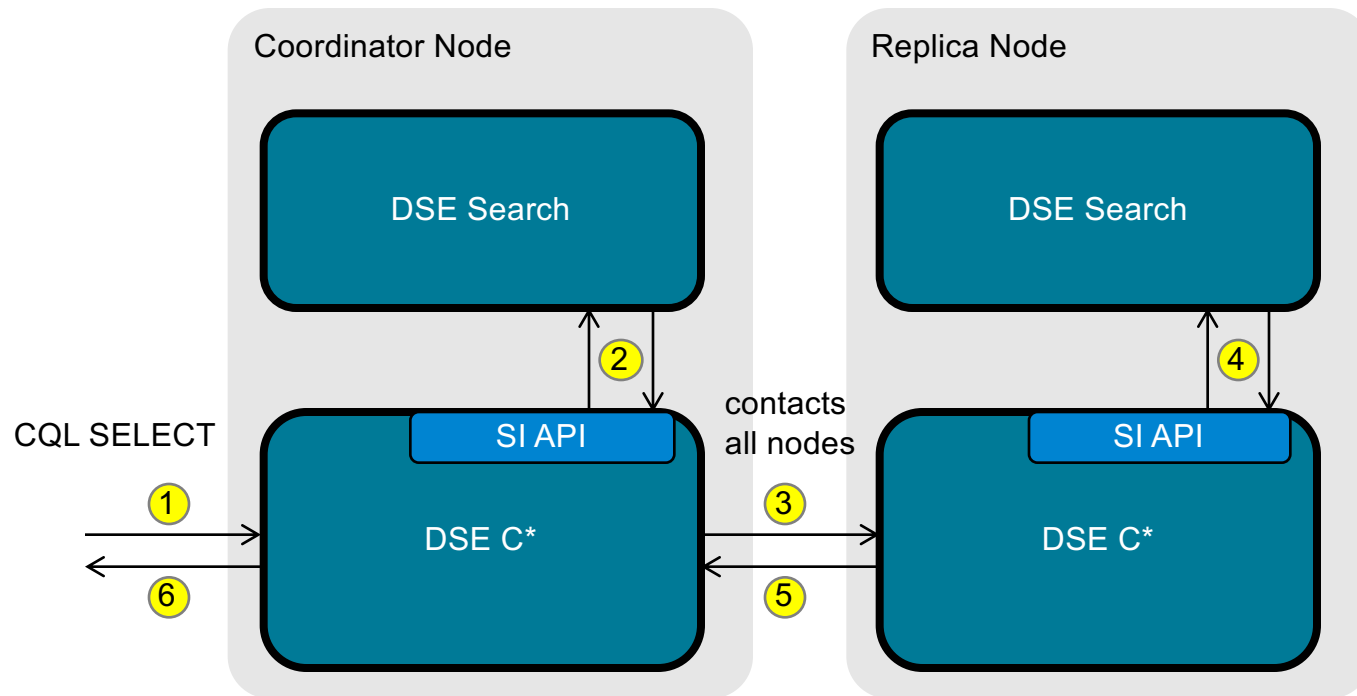 Coordinator Node
Replica Node
DSE Search
DSE Search
2
4
contacts
all nodes
CQL SELECT
SI API
SI API
1
3
DSE C*
DSE C*
6
5